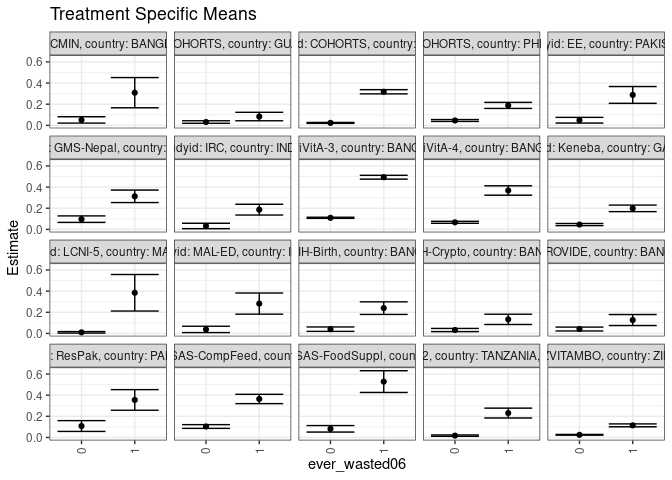 Treatment Specific Means
CMIN, country: BANGL
OHORTS, country: GU
d: COHORTS, country:
OHORTS, country: PHI
yid: EE, country: PAKIS
0.6
0.4
0.2
0.0
: GMS-Nepal, country:
dyid: IRC, country: IND
iVitA-3, country: BANG
iVitA-4, country: BANG
d: Keneba, country: GA
0.6
0.4
0.2
0.0
Estimate
d: LCNI-5, country: MA
yid: MAL-ED, country: I
IH-Birth, country: BAN
H-Crypto, country: BAN
ROVIDE, country: BAN
0.6
0.4
0.2
0.0
: ResPak, country: PA
SAS-CompFeed, count
SAS-FoodSuppl, coun
2, country: TANZANIA,
ZVITAMBO, country: ZI
0.6
0.4
0.2
0.0
0 1 0 1 0 1 0 1 0 1
ever_wasted06